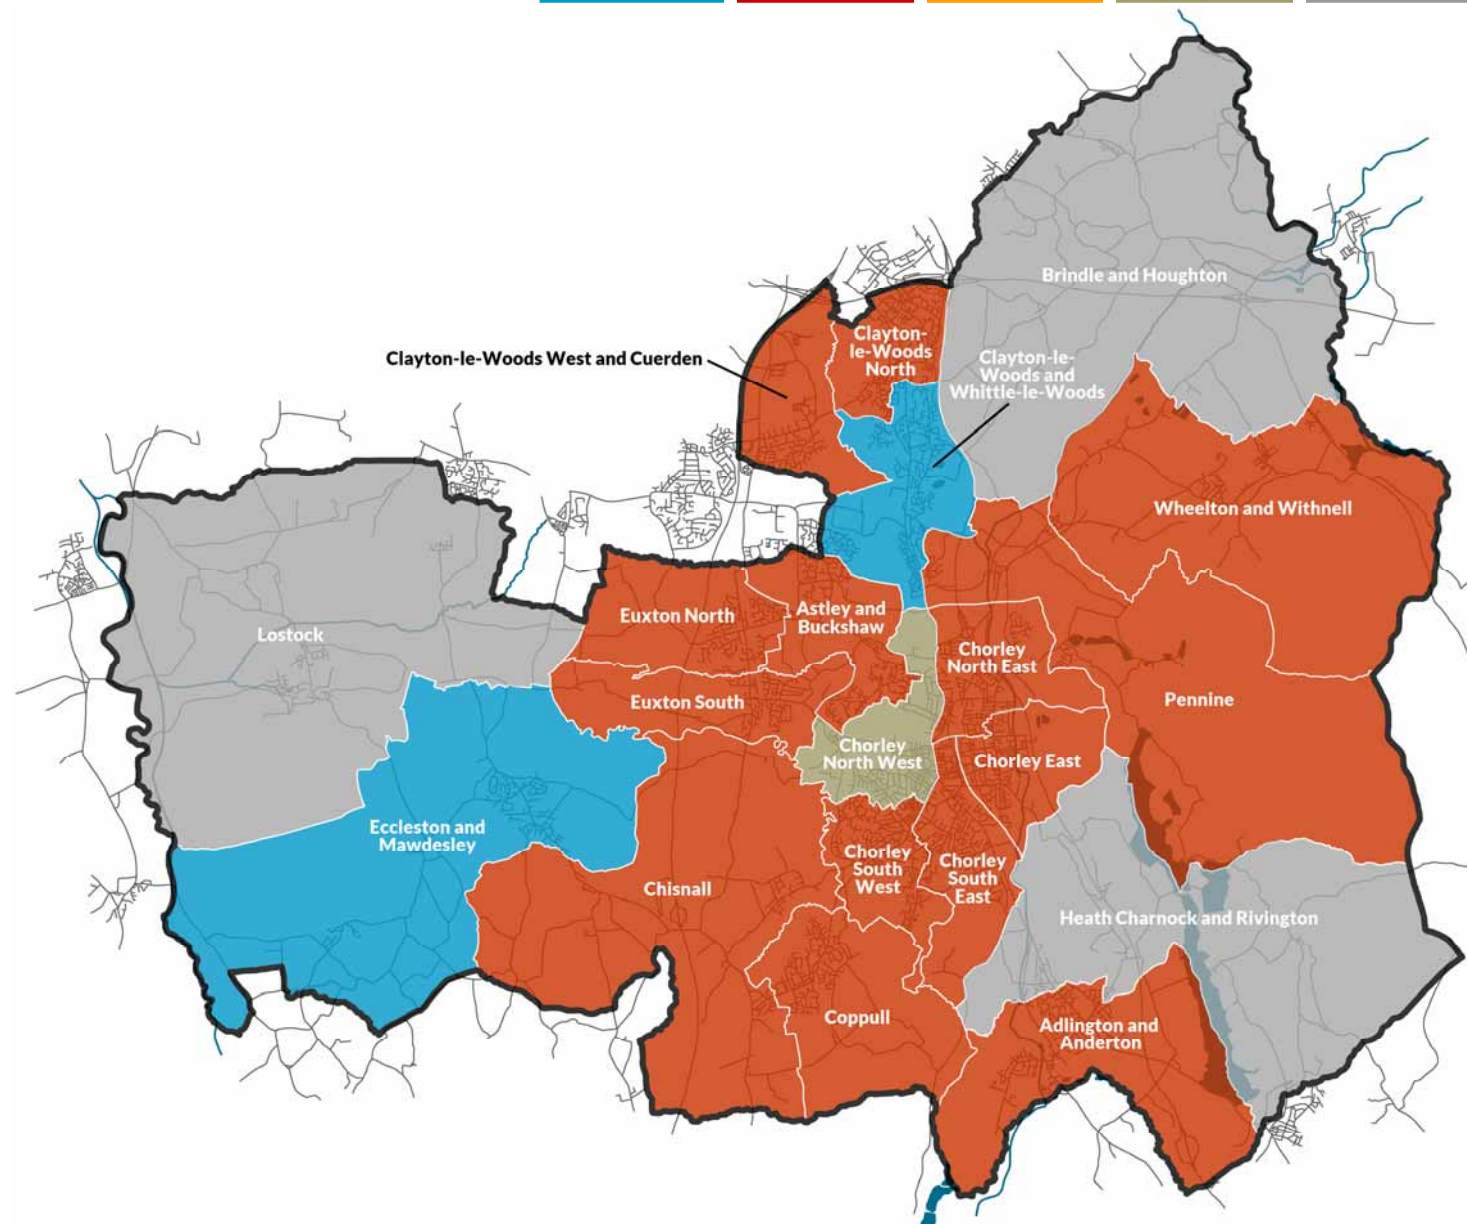 Brindle and Houghton
Clayton-
le-Woods
North
Clayton-le-Woods West and Cuerden
Clayton-le-
Woods and
Whittle-le-Woods
Wheelton and Withnell
Lostock
Euxton North
Astley and
Buckshaw
Chorley
North East
Euxton South
Pennine
Chorley
North West
Chorley East
Eccleston and
Mawdesley
Chorley
South
West
Chorley
South
East
Chisnall
Heath Charnock and Rivington
Coppull
Adlington and
Anderton